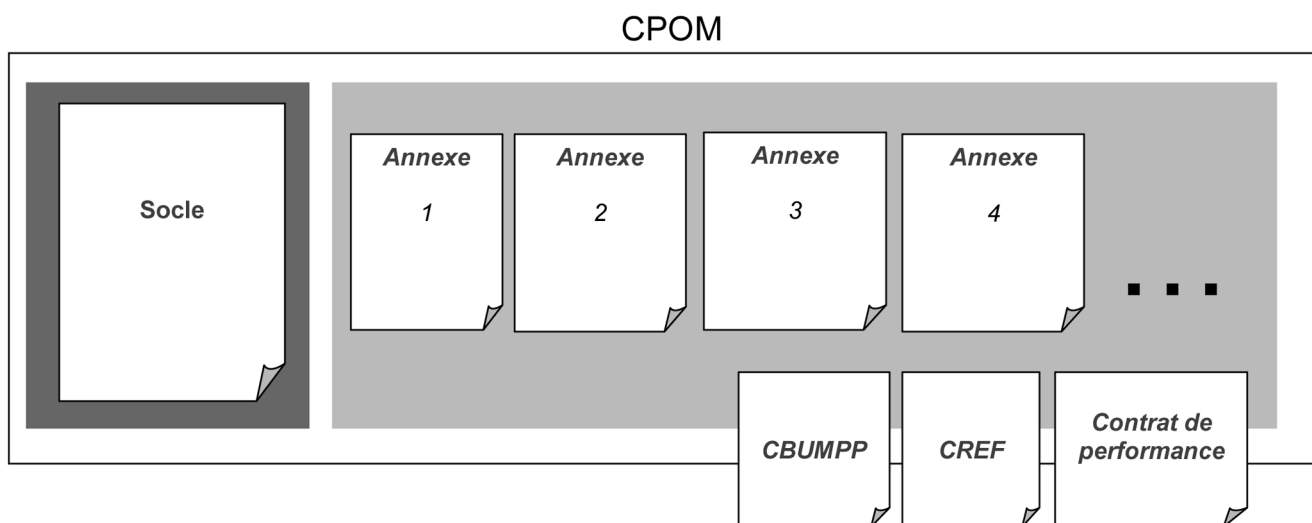 CPOM
Socle
Annexe
1
Annexe
2
Annexe
3
Annexe
4
CBUMPP
CREF
Contrat de
performance